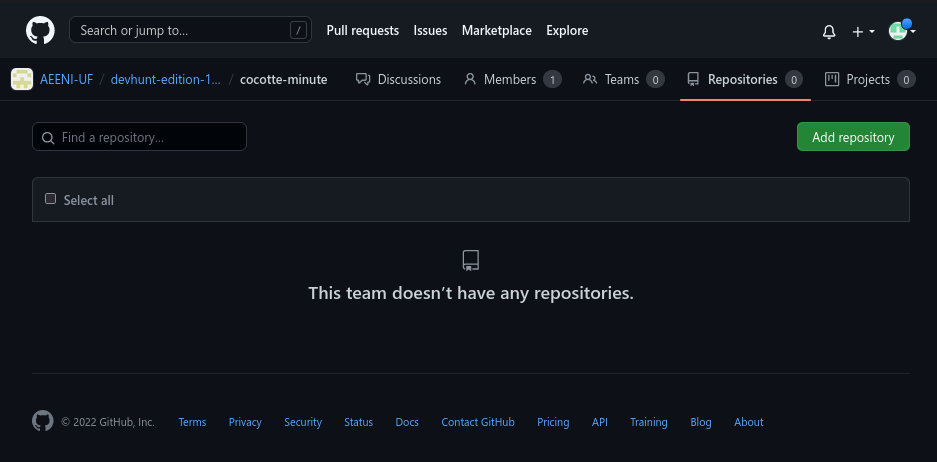 Search or jump to... / Pull requests Issues Marketplace Explore
AEENI-UF / devhunt-edition-1... / cocotte-minute Discussions Members 1 Teams 0 Repositories 0 Projects 0
Find a repository... Add repository
Select all
This team doesn’t have any repositories.
© 2022 GitHub, Inc. Terms Privacy Security Status Docs Contact GitHub Pricing API Training Blog About